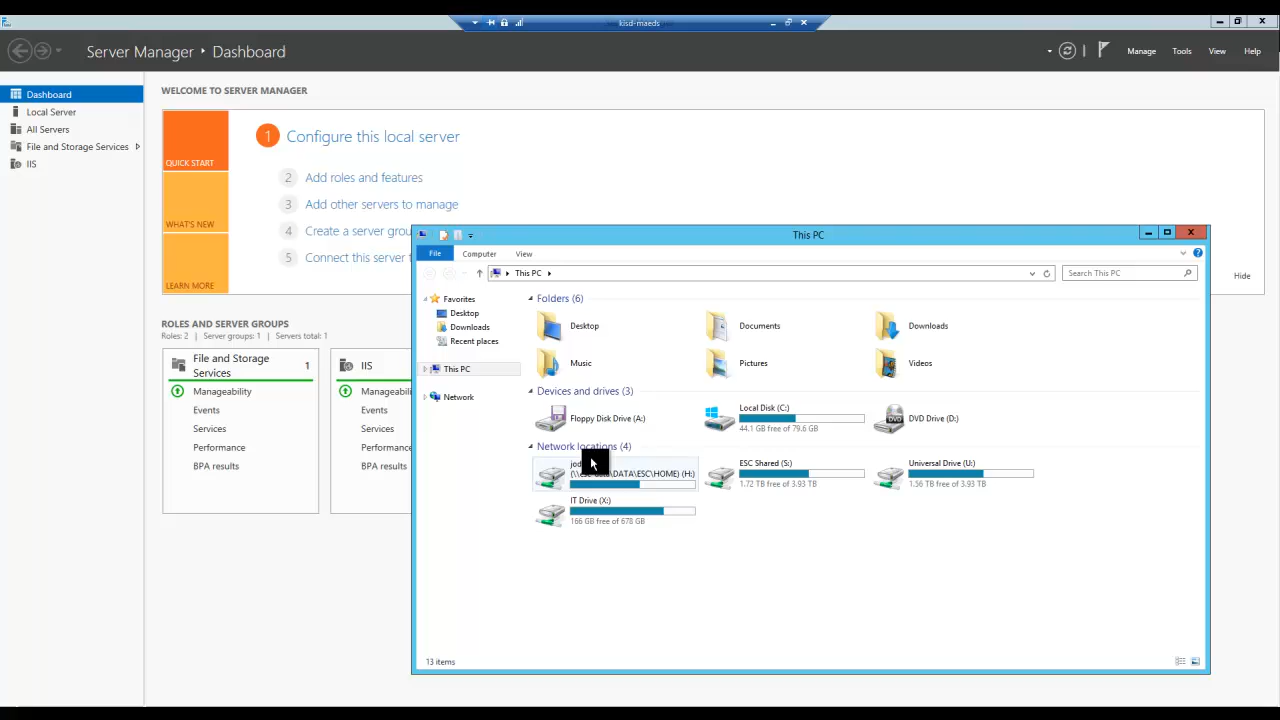 kisd-maeds
Server Manager • Dashboard
Manage
Tools
View
Help
Dashboard
Local Server
All Servers
File and Storage Services
IIS
WELCOME TO SERVER MANAGER
QUICK START
WHAT'S NEW
LEARN MORE
1 Configure this local server
2 Add roles and features
3 Add other servers to manage
4 Create a server grou
5 Connect this server t
Hide
ROLES AND SERVER GROUPS
Roles: 2 | Server groups: 1 | Servers total: 1
File and Storage
Services
1
Manageability
Events
Services
Performance
BPA results
IIS
Manageabili
Events
Services
Performance
BPA results
This PC
File
Computer
View
This PC
Search This PC
Favorites
Desktop
Downloads
Recent places
This PC
Network
Folders (6)
Desktop
Documents
Downloads
Music
Pictures
Videos
Devices and drives (3)
Floppy Disk Drive (A:)
Local Disk (C:)
44.1 GB free of 79.6 GB
DVD Drive (D:)
DVD
Network locations (4)
DATA\ESC\HOME) (H:)
ESC Shared (S:)
1.72 TB free of 3.93 TB
Universal Drive (U:)
1.56 TB free of 3.93 TB
IT Drive (X:)
166 GB free of 678 GB
13 items